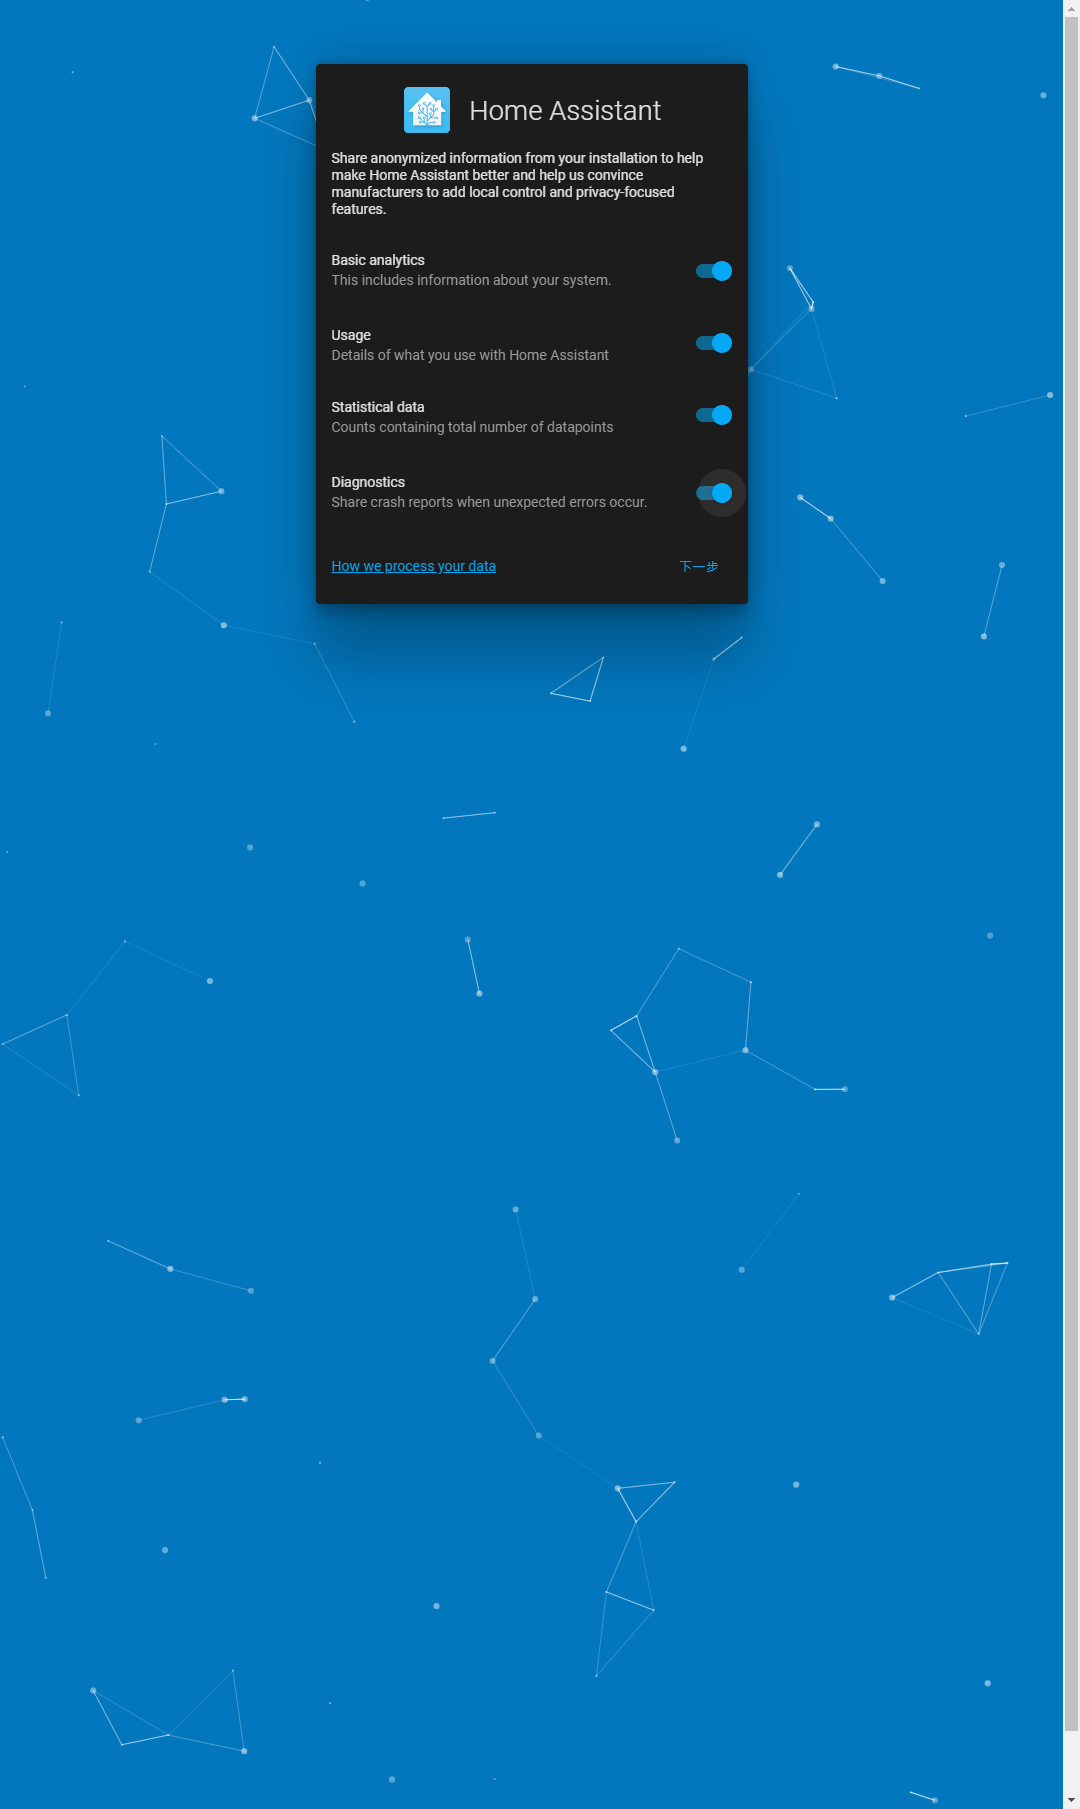 Home Assistant
Share anonymized information from your installation to help
make Home Assistant better and help us convince
manufacturers to add local control and privacy-focused
features.
Basic analytics
This includes information about your system.
Usage
Details of what you use with Home Assistant
Statistical data
Counts containing total number of datapoints
Diagnostics
Share crash reports when unexpected errors occur.
How we process your data
下一步